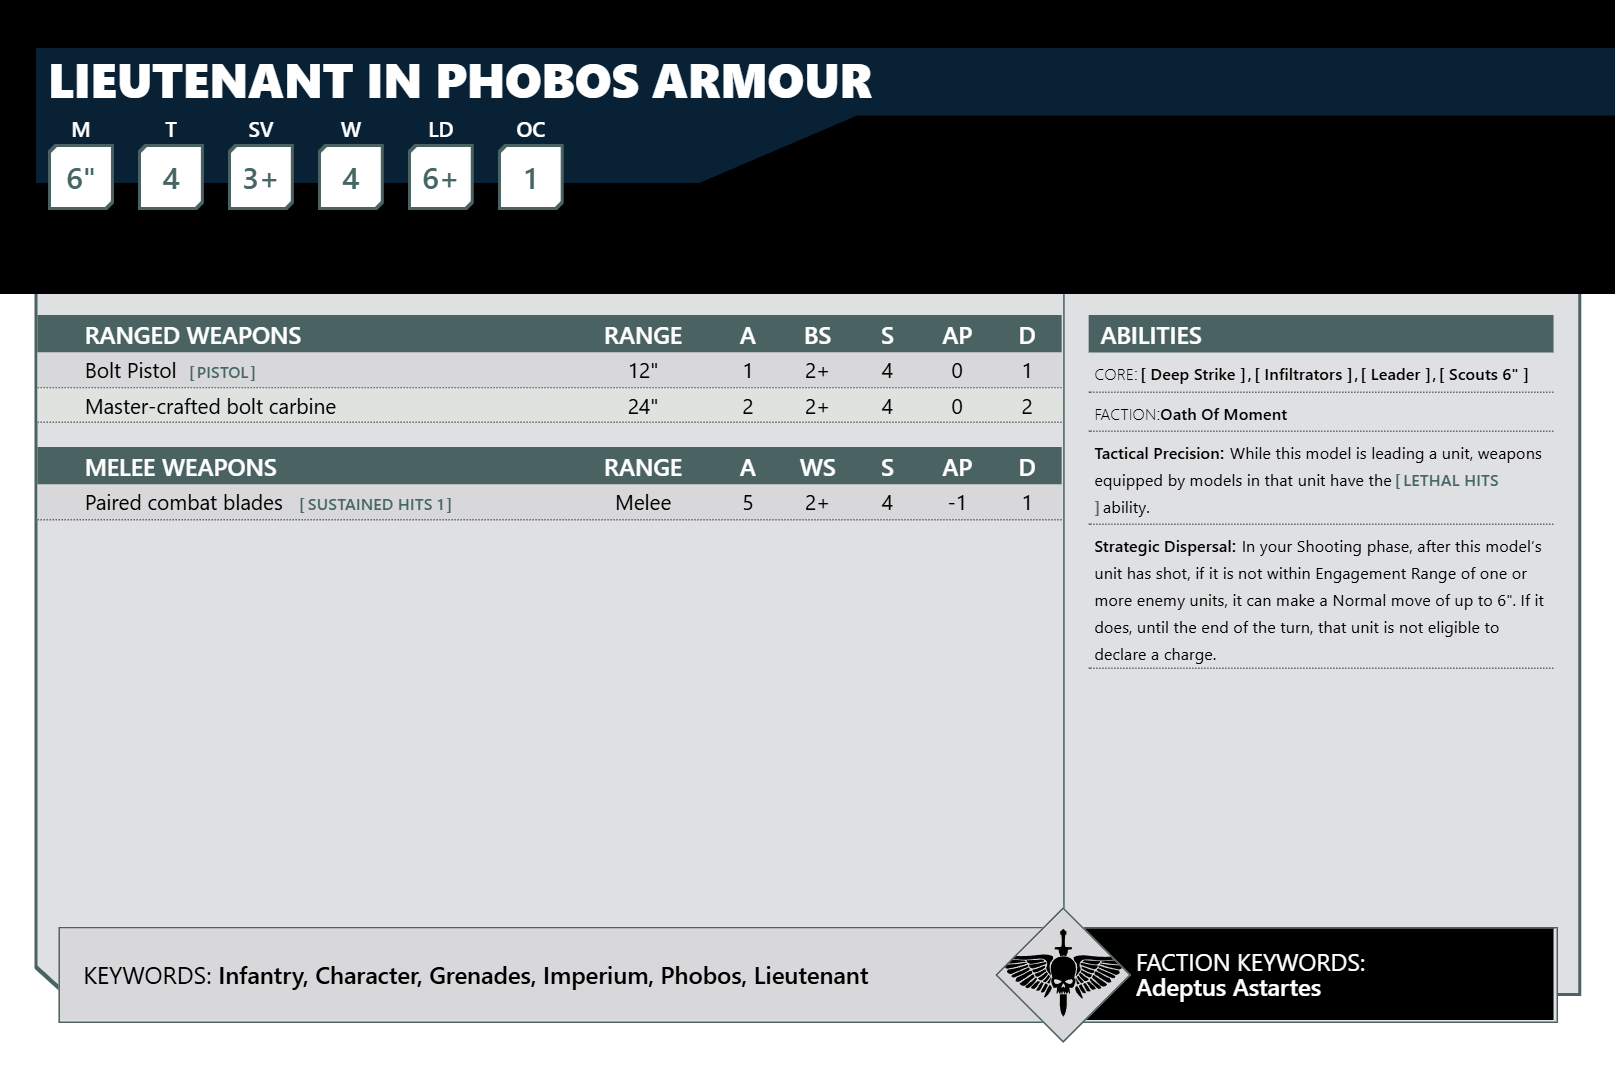 LIEUTENANT IN PHOBOS ARMOUR
M T SV W LD OC
6" 4 3+ 4 6+ 1
RANGED WEAPONS RANGE A BS S AP D
Bolt Pistol [PISTOL] 12" 1 2+ 4 0 1
Master-crafted bolt carbine 24" 2 2+ 4 0 2
MELEE WEAPONS RANGE A WS S AP D
Paired combat blades [SUSTAINED HITS 1] Melee 5 2+ 4 -1 1
ABILITIES
CORE: [ Deep Strike ], [ Infiltrators ], [ Leader ], [ Scouts 6" ]
FACTION:Oath Of Moment
Tactical Precision: While this model is leading a unit, weapons
equipped by models in that unit have the [LETHAL HITS
] ability.
Strategic Dispersal: In your Shooting phase, after this model’s
unit has shot, if it is not within Engagement Range of one or
more enemy units, it can make a Normal move of up to 6". If it
does, until the end of the turn, that unit is not eligible to
declare a charge.
KEYWORDS: Infantry, Character, Grenades, Imperium, Phobos, Lieutenant
FACTION KEYWORDS:
Adeptus Astartes